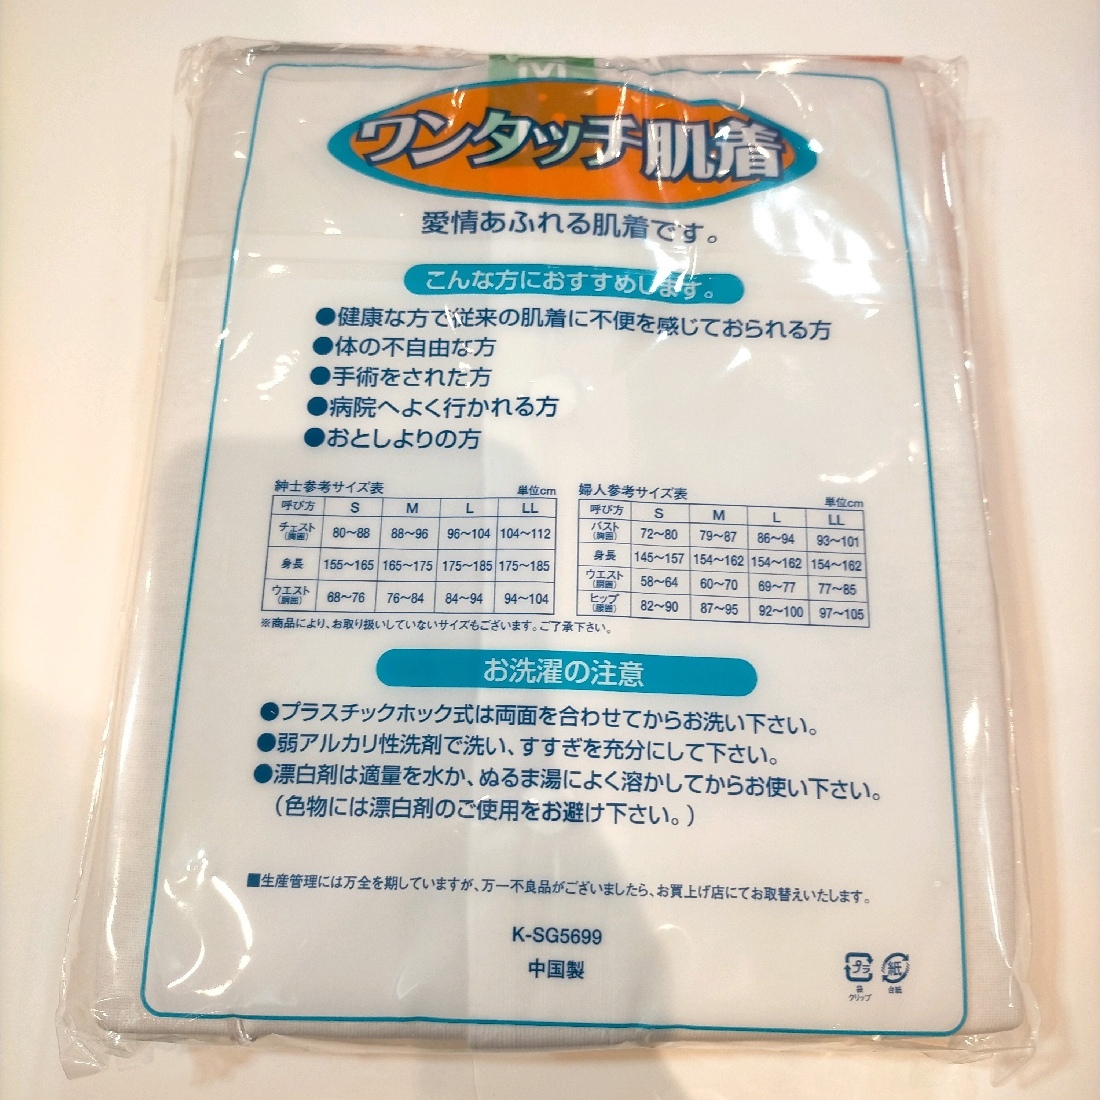 M
ワンタッチ肌着
愛情あふれる肌着です。
こんな方におすすめします。
●健康な方で従来の肌着に不便を感じておられる方
●体の不自由な方
●手術をされた方
●病院へよく行かれる方
●おとしよりの方
紳士参考サイズ表 単位cm
呼び方 S M L LL
チェスト(胸囲) 80～88 88～96 96～104 104～112
身長 155～165 165～175 175～185 175～185
ウエスト(胴囲) 68～76 76～84 84～94 94～104
婦人参考サイズ表 単位cm
呼び方 S M L LL
バスト(胸囲) 72～80 79～87 86～94 93～101
身長 145～157 154～162 154～162 154～162
ウエスト(胴囲) 58～64 60～70 69～77 77～85
ヒップ(腰囲) 82～90 87～95 92～100 97～105
※商品により、お取り扱いしていないサイズもございます。ご了承下さい。
お洗濯の注意
●プラスチックホック式は両面を合わせてからお洗い下さい。
●弱アルカリ性洗剤で洗い、すすぎを充分にして下さい。
●漂白剤は適量を水か、ぬるま湯によく溶かしてからお使い下さい。
(色物には漂白剤のご使用をお避け下さい。)
■生産管理には万全を期していますが、万一不良品がございましたら、お買上げ店にてお取替えいたします。
K-SG5699
中国製
プラ 紙
袋 台紙
クリップ